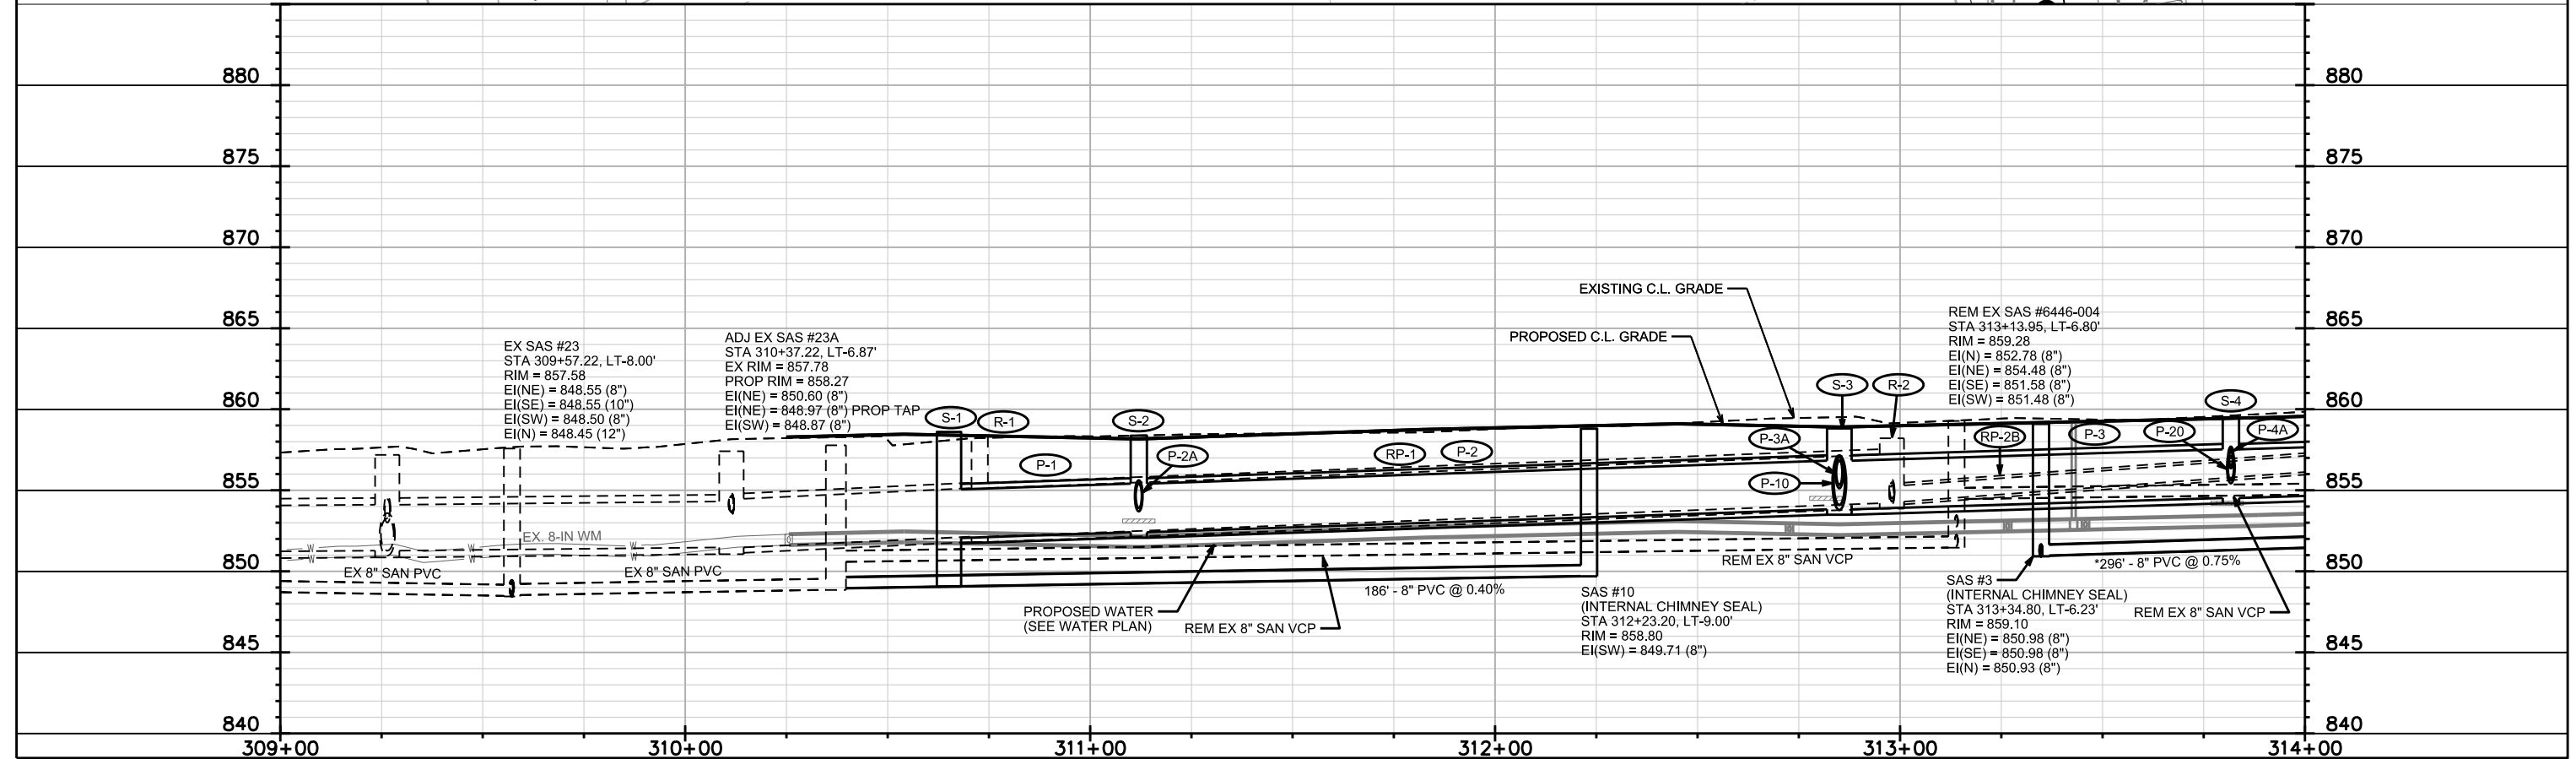 880
880
875
875
870
870
865
865
860
860
855
855
850
850
845
845
840
840
309+00
310+00
311+00
312+00
313+00
314+00
EX SAS #23
STA 309+57.22, LT-8.00'
RIM = 857.58
EI(NE) = 848.55 (8")
EI(SE) = 848.55 (10")
EI(SW) = 848.50 (8")
EI(N) = 848.45 (12")
ADJ EX SAS #23A
STA 310+37.22, LT-6.87'
EX RIM = 857.78
PROP RIM = 858.27
EI(NE) = 850.60 (8")
EI(NE) = 848.97 (8") PROP TAP
EI(SW) = 848.87 (8")
S-1
R-1
S-2
P-1
P-2A
RP-1
P-2
EXISTING C.L. GRADE
PROPOSED C.L. GRADE
S-3
R-2
P-3A
P-10
REM EX SAS #6446-004
STA 313+13.95, LT-6.80'
RIM = 859.28
EI(N) = 852.78 (8")
EI(NE) = 854.48 (8")
EI(SE) = 851.58 (8")
EI(SW) = 851.48 (8")
RP-2B
P-3
P-20
S-4
P-4A
EX. 8-IN WM
W
W
W
W
W
W
EX 8" SAN PVC
EX 8" SAN PVC
PROPOSED WATER
(SEE WATER PLAN)
REM EX 8" SAN VCP
186' - 8" PVC @ 0.40%
SAS #10
(INTERNAL CHIMNEY SEAL)
STA 312+23.20, LT-9.00'
RIM = 858.80
EI(SW) = 849.71 (8")
REM EX 8" SAN VCP
SAS #3
(INTERNAL CHIMNEY SEAL)
STA 313+34.80, LT-6.23'
RIM = 859.10
EI(NE) = 850.98 (8")
EI(SE) = 850.98 (8")
EI(N) = 850.93 (8")
*296' - 8" PVC @ 0.75%
REM EX 8" SAN VCP